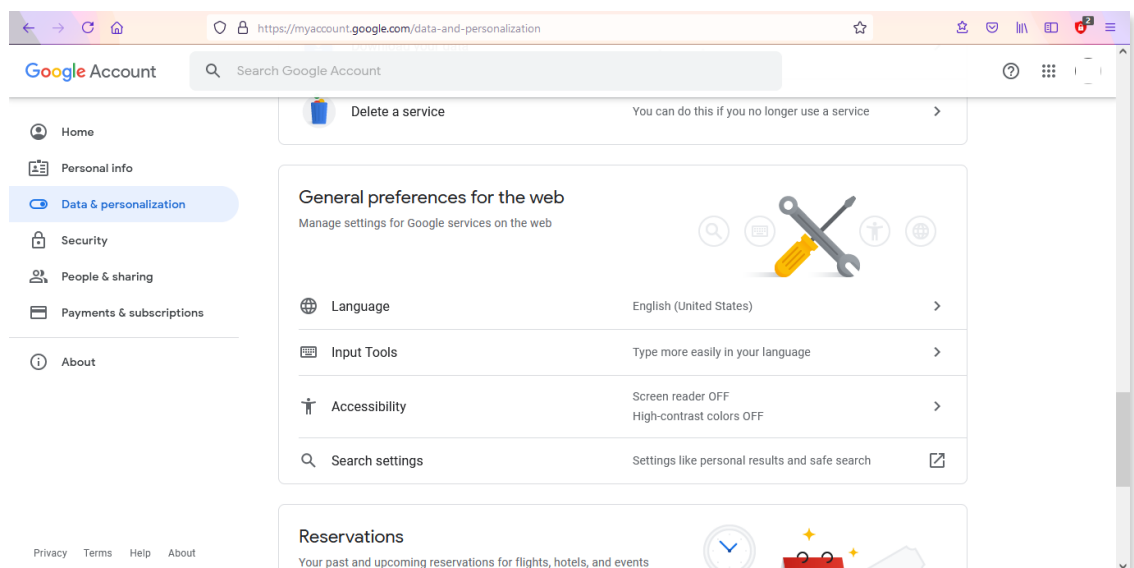 https://myaccount.google.com/data-and-personalization
2
Google Account
Search Google Account
Delete a service
You can do this if you no longer use a service
Home
Personal info
Data & personalization
Security
People & sharing
Payments & subscriptions
About
General preferences for the web
Manage settings for Google services on the web
Language
English (United States)
Input Tools
Type more easily in your language
Accessibility
Screen reader OFF
High-contrast colors OFF
Search settings
Settings like personal results and safe search
Reservations
Your past and upcoming reservations for flights, hotels, and events
Privacy Terms Help About